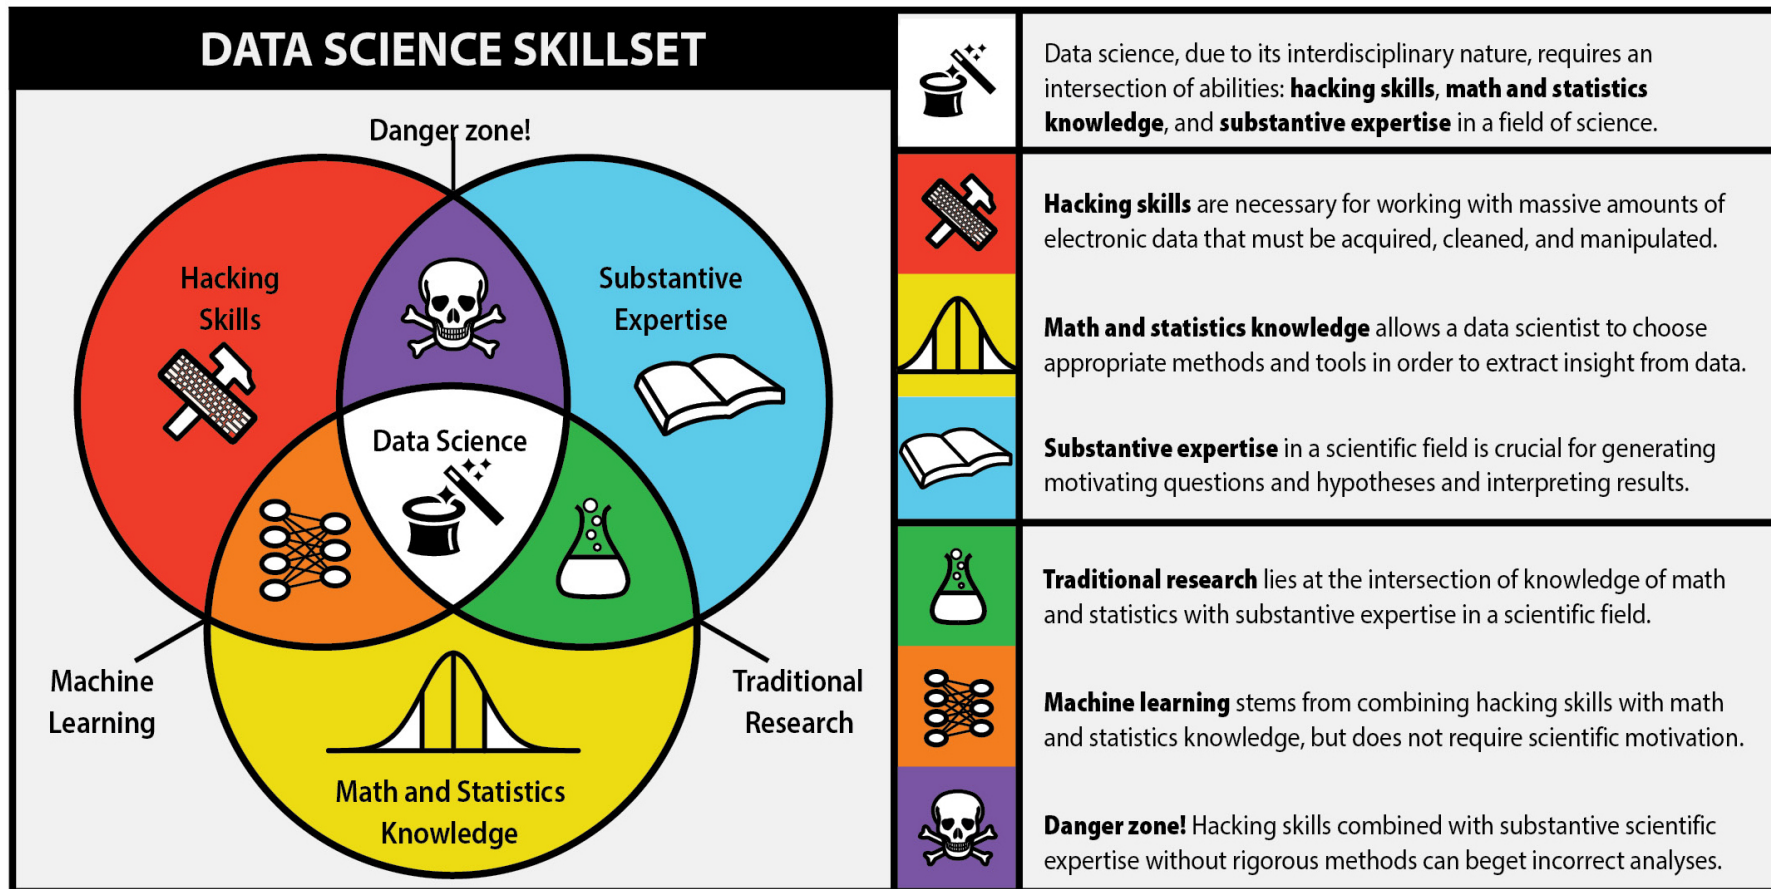 DATA SCIENCE SKILLSET
Danger zone!
Hacking
Skills
Substantive
Expertise
Data Science
Machine
Learning
Traditional
Research
Math and Statistics
Knowledge
Data science, due to its interdisciplinary nature, requires an
intersection of abilities: hacking skills, math and statistics
knowledge, and substantive expertise in a field of science.
Hacking skills are necessary for working with massive amounts of
electronic data that must be acquired, cleaned, and manipulated.
Math and statistics knowledge allows a data scientist to choose
appropriate methods and tools in order to extract insight from data.
Substantive expertise in a scientific field is crucial for generating
motivating questions and hypotheses and interpreting results.
Traditional research lies at the intersection of knowledge of math
and statistics with substantive expertise in a scientific field.
Machine learning stems from combining hacking skills with math
and statistics knowledge, but does not require scientific motivation.
Danger zone! Hacking skills combined with substantive scientific
expertise without rigorous methods can beget incorrect analyses.